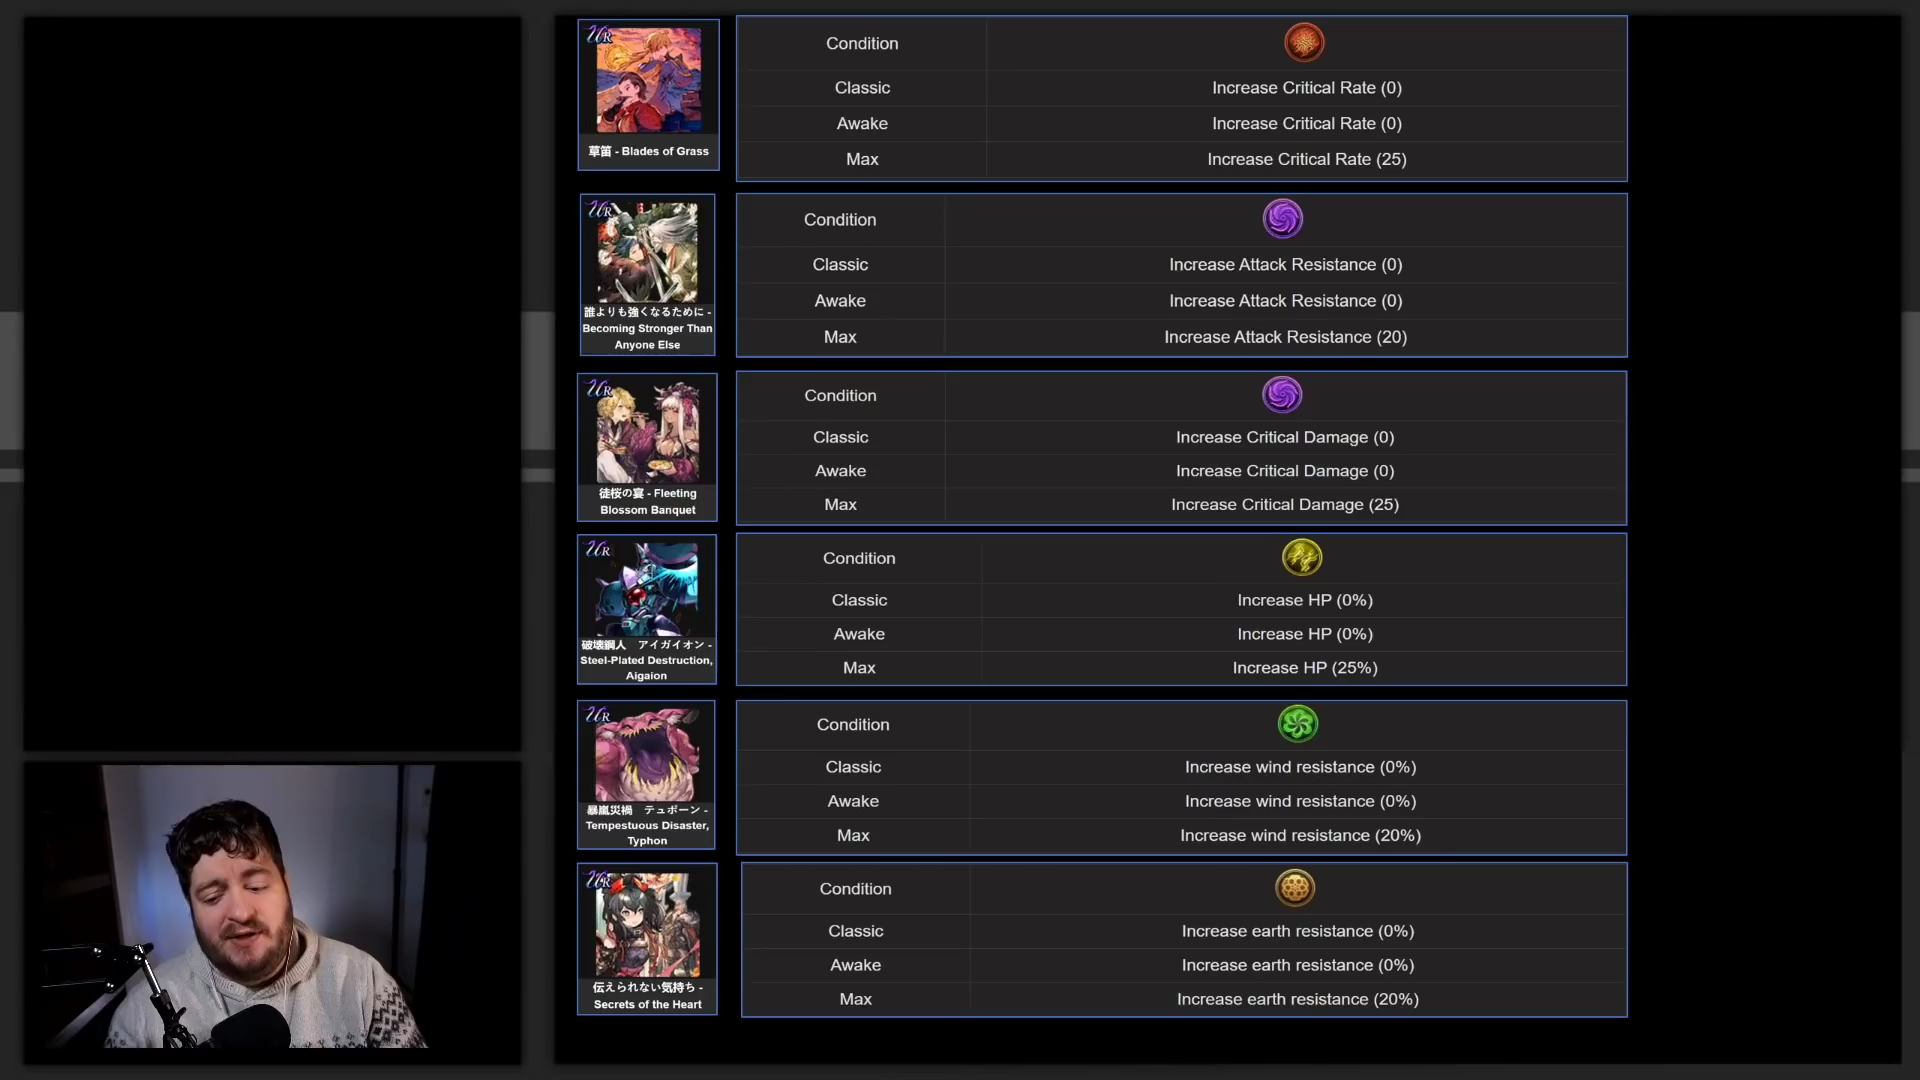 UR
草笛 - Blades of Grass
Condition
Classic Increase Critical Rate (0)
Awake Increase Critical Rate (0)
Max Increase Critical Rate (25)
UR
誰よりも強くなるために -
Becoming Stronger Than
Anyone Else
Condition
Classic Increase Attack Resistance (0)
Awake Increase Attack Resistance (0)
Max Increase Attack Resistance (20)
UR
徒桜の宴 - Fleeting
Blossom Banquet
Condition
Classic Increase Critical Damage (0)
Awake Increase Critical Damage (0)
Max Increase Critical Damage (25)
UR
破壊鋼人　アイガイオン -
Steel-Plated Destruction,
Aigaion
Condition
Classic Increase HP (0%)
Awake Increase HP (0%)
Max Increase HP (25%)
UR
暴嵐災禍　テュポーン -
Tempestuous Disaster,
Typhon
Condition
Classic Increase wind resistance (0%)
Awake Increase wind resistance (0%)
Max Increase wind resistance (20%)
UR
伝えられない気持ち -
Secrets of the Heart
Condition
Classic Increase earth resistance (0%)
Awake Increase earth resistance (0%)
Max Increase earth resistance (20%)